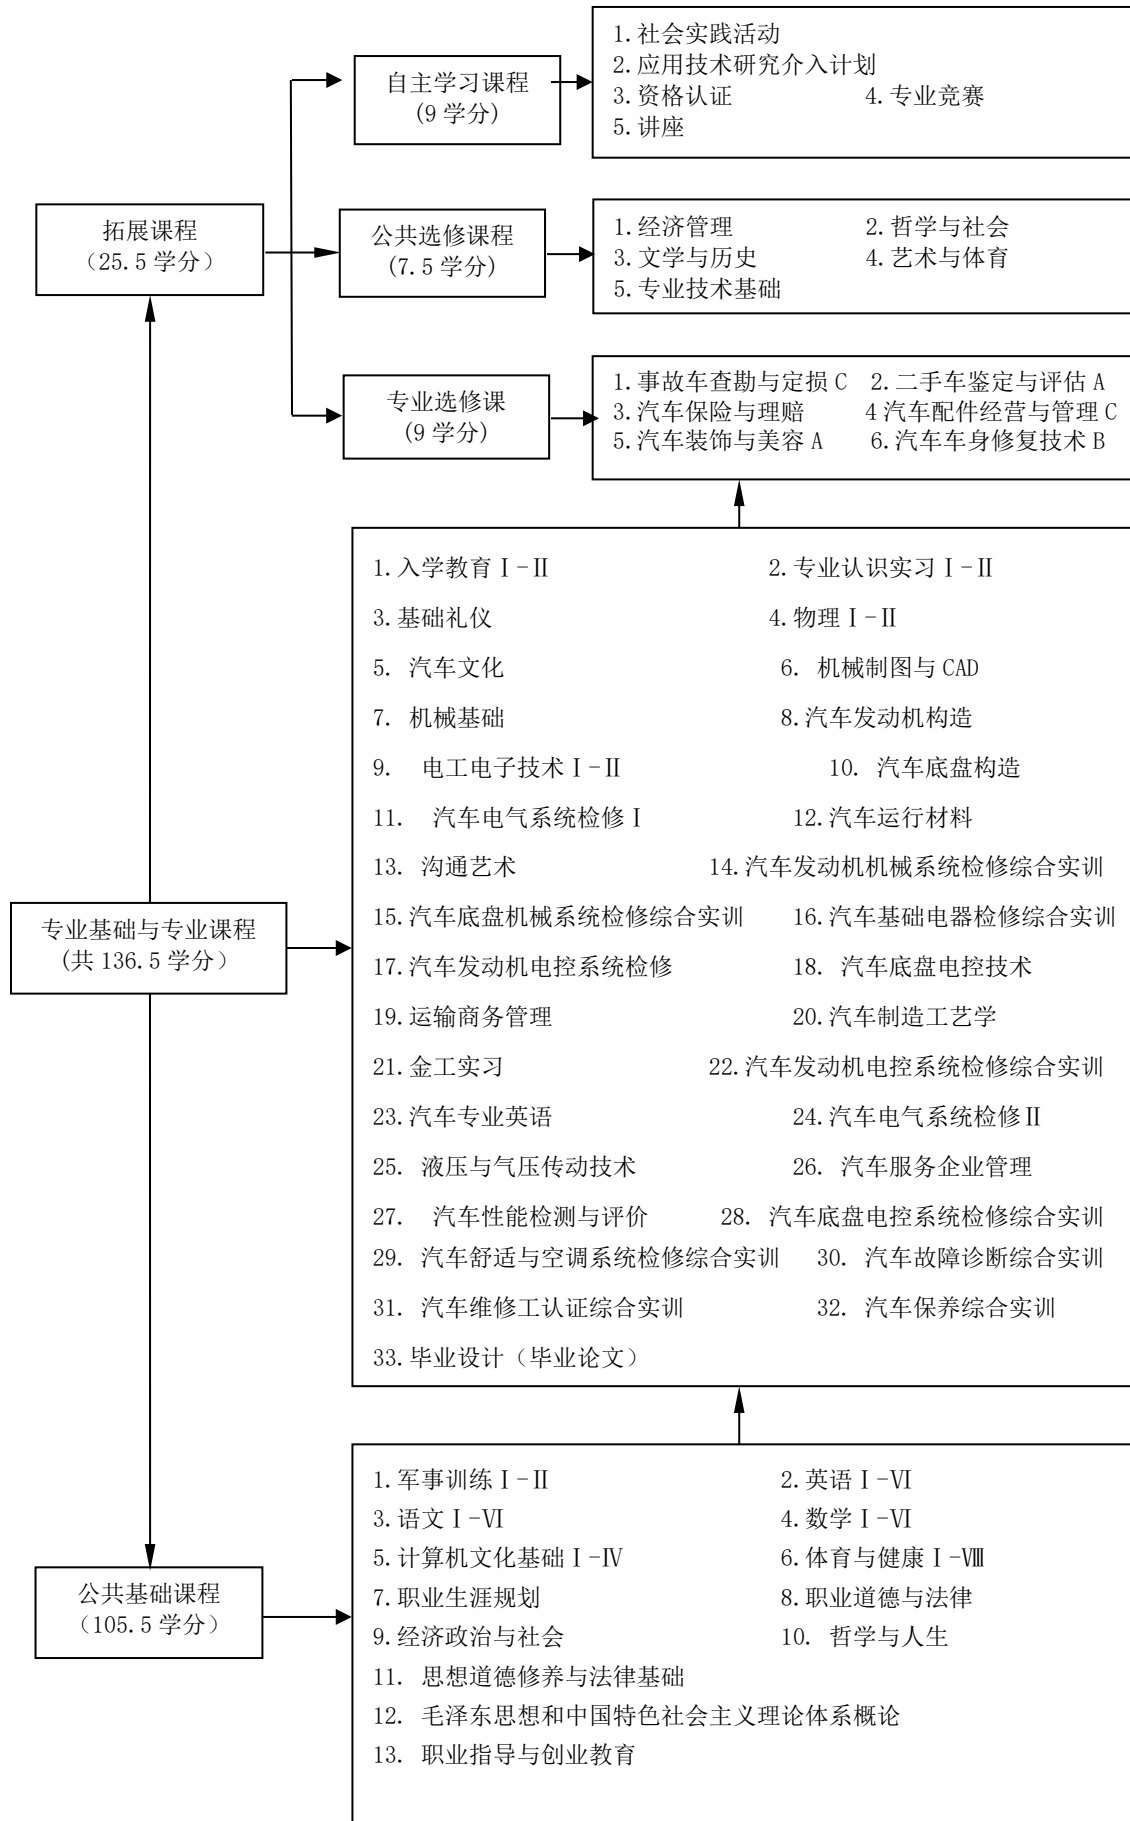 1.社会实践活动
2.应用技术研究介入计划
3.资格认证 4.专业竞赛
5.讲座
自主学习课程
(9 学分)
拓展课程
（25.5 学分）
公共选修课程
(7.5 学分)
1.经济管理 2.哲学与社会
3.文学与历史 4.艺术与体育
5.专业技术基础
专业选修课
(9 学分)
1.事故车查勘与定损 C 2.二手车鉴定与评估 A
3.汽车保险与理赔 4 汽车配件经营与管理 C
5.汽车装饰与美容 A 6.汽车车身修复技术 B
1.入学教育Ⅰ-Ⅱ 2.专业认识实习Ⅰ-Ⅱ
3.基础礼仪 4.物理Ⅰ-Ⅱ
5. 汽车文化 6. 机械制图与 CAD
7. 机械基础 8.汽车发动机构造
9. 电工电子技术Ⅰ-Ⅱ 10. 汽车底盘构造
11. 汽车电气系统检修Ⅰ 12.汽车运行材料
13. 沟通艺术 14.汽车发动机机械系统检修综合实训
15.汽车底盘机械系统检修综合实训 16.汽车基础电器检修综合实训
17.汽车发动机电控系统检修 18. 汽车底盘电控技术
19.运输商务管理 20.汽车制造工艺学
21.金工实习 22.汽车发动机电控系统检修综合实训
23.汽车专业英语 24.汽车电气系统检修Ⅱ
25. 液压与气压传动技术 26. 汽车服务企业管理
27. 汽车性能检测与评价 28. 汽车底盘电控系统检修综合实训
29. 汽车舒适与空调系统检修综合实训 30. 汽车故障诊断综合实训
31. 汽车维修工认证综合实训 32. 汽车保养综合实训
33.毕业设计（毕业论文）
专业基础与专业课程
(共 136.5 学分）
1.军事训练Ⅰ-Ⅱ 2.英语Ⅰ-Ⅵ
3.语文Ⅰ-Ⅵ 4.数学Ⅰ-Ⅵ
5.计算机文化基础Ⅰ-Ⅳ 6.体育与健康Ⅰ-Ⅷ
7.职业生涯规划 8.职业道德与法律
9.经济政治与社会 10. 哲学与人生
11. 思想道德修养与法律基础
12. 毛泽东思想和中国特色社会主义理论体系概论
13. 职业指导与创业教育
公共基础课程
（105.5 学分）